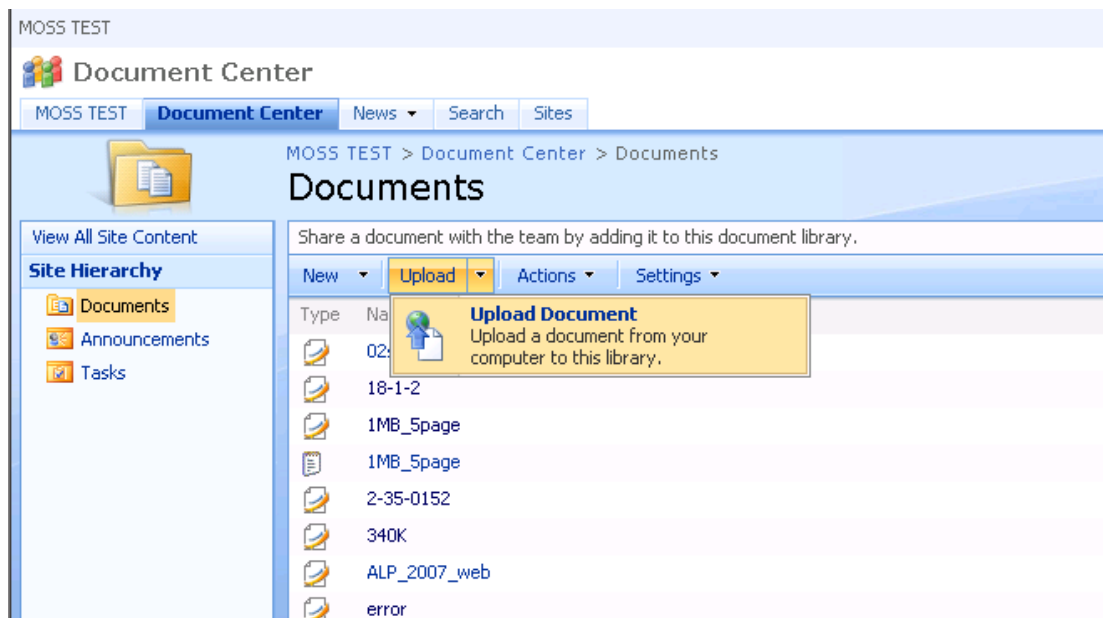 MOSS TEST
Document Center
MOSS TEST Document Center News Search Sites
MOSS TEST > Document Center > Documents
Documents
View All Site Content
Share a document with the team by adding it to this document library.
Site Hierarchy
New Upload Actions Settings
Documents
Announcements
Tasks
Type Na
Upload Document
Upload a document from your
computer to this library.
02
18-1-2
1MB_5page
1MB_5page
2-35-0152
340K
ALP_2007_web
error